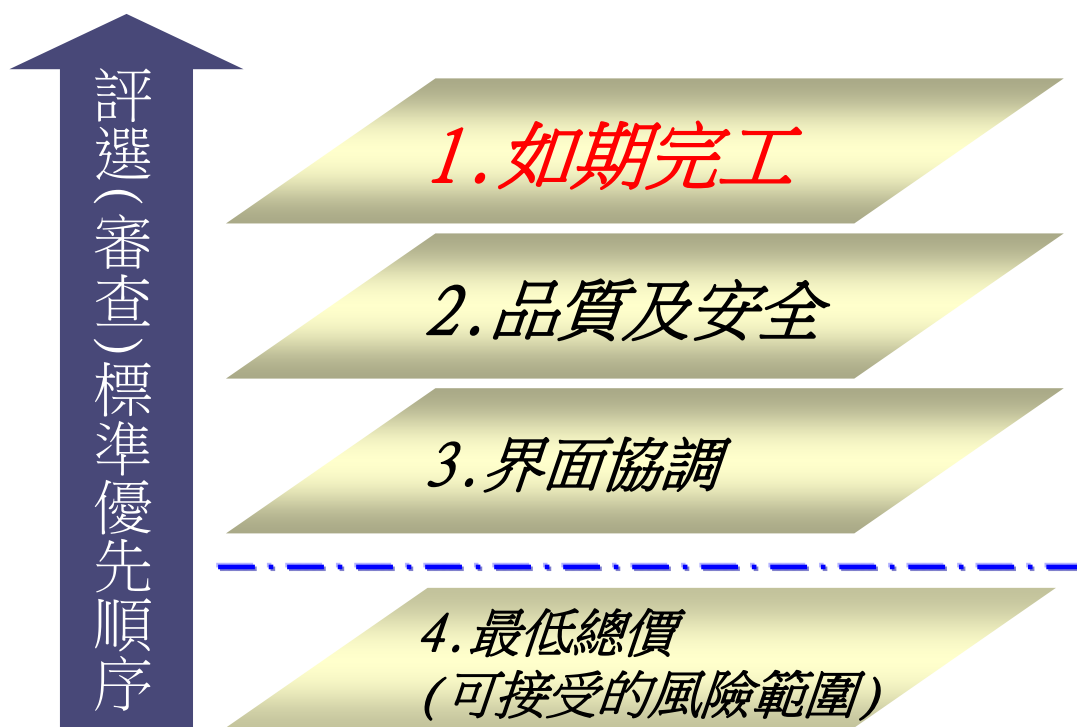 評選(審查)標準優先順序
1.如期完工
2.品質及安全
3.界面協調
4.最低總價
(可接受的風險範圍)